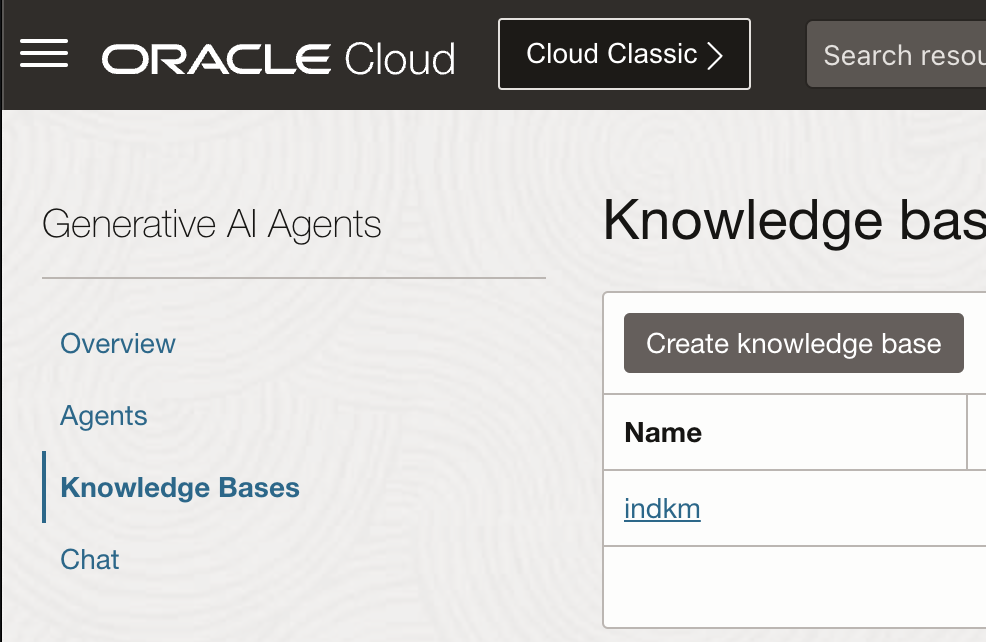 ORACLE Cloud
Cloud Classic
Search resou
Generative AI Agents
Overview
Agents
Knowledge Bases
Chat
Knowledge bas
Create knowledge base
Name
indkm